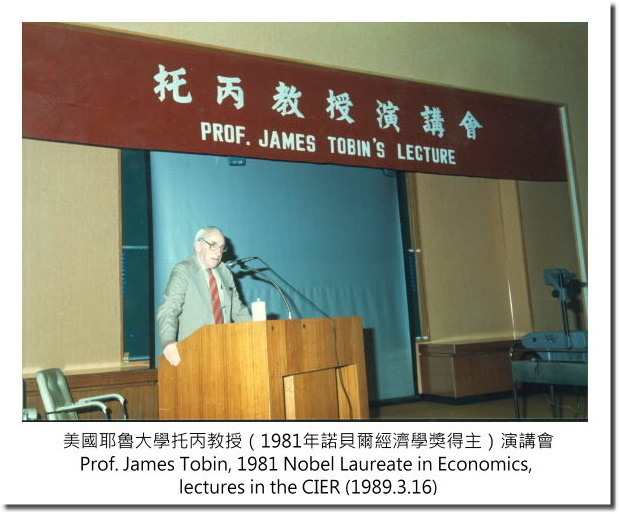 托丙教授演講會
PROF. JAMES TOBIN'S LECTURE
美國耶魯大學托丙教授（1981年諾貝爾經濟學獎得主）演講會
Prof. James Tobin, 1981 Nobel Laureate in Economics,
lectures in the CIER (1989.3.16)